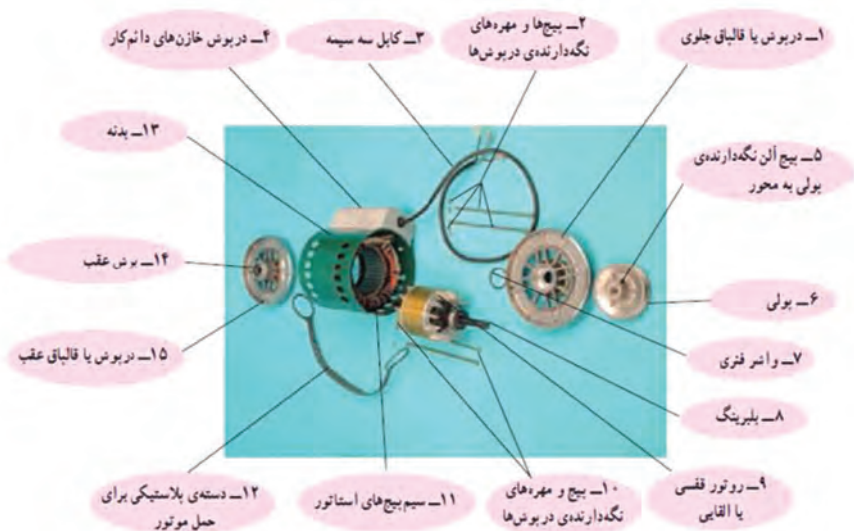 ۱ــ درپوش یا قالپاق جلوی
۲ــ پیچ‌ها و مهره‌های
نگه‌دارنده‌ی درپوش‌ها
۳ــ کابل سه سیمه
۴ــ درپوش خازن‌های دائم‌کار
۵ــ پیچ آلن نگه‌دارنده‌ی
پولی به محور
۶ــ پولی
۷ــ واشر فنری
۸ــ بلبرینگ
۹ــ روتور قفسی
یا القایی
۱۰ــ پیچ و مهره‌های
نگه‌دارنده‌ی درپوش‌ها
۱۱ــ سیم‌پیچ‌های استاتور
۱۲ــ دسته‌ی پلاستیکی برای
حمل موتور
۱۳ــ بدنه
۱۴ــ بوش عقب
۱۵ــ درپوش یا قالپاق عقب